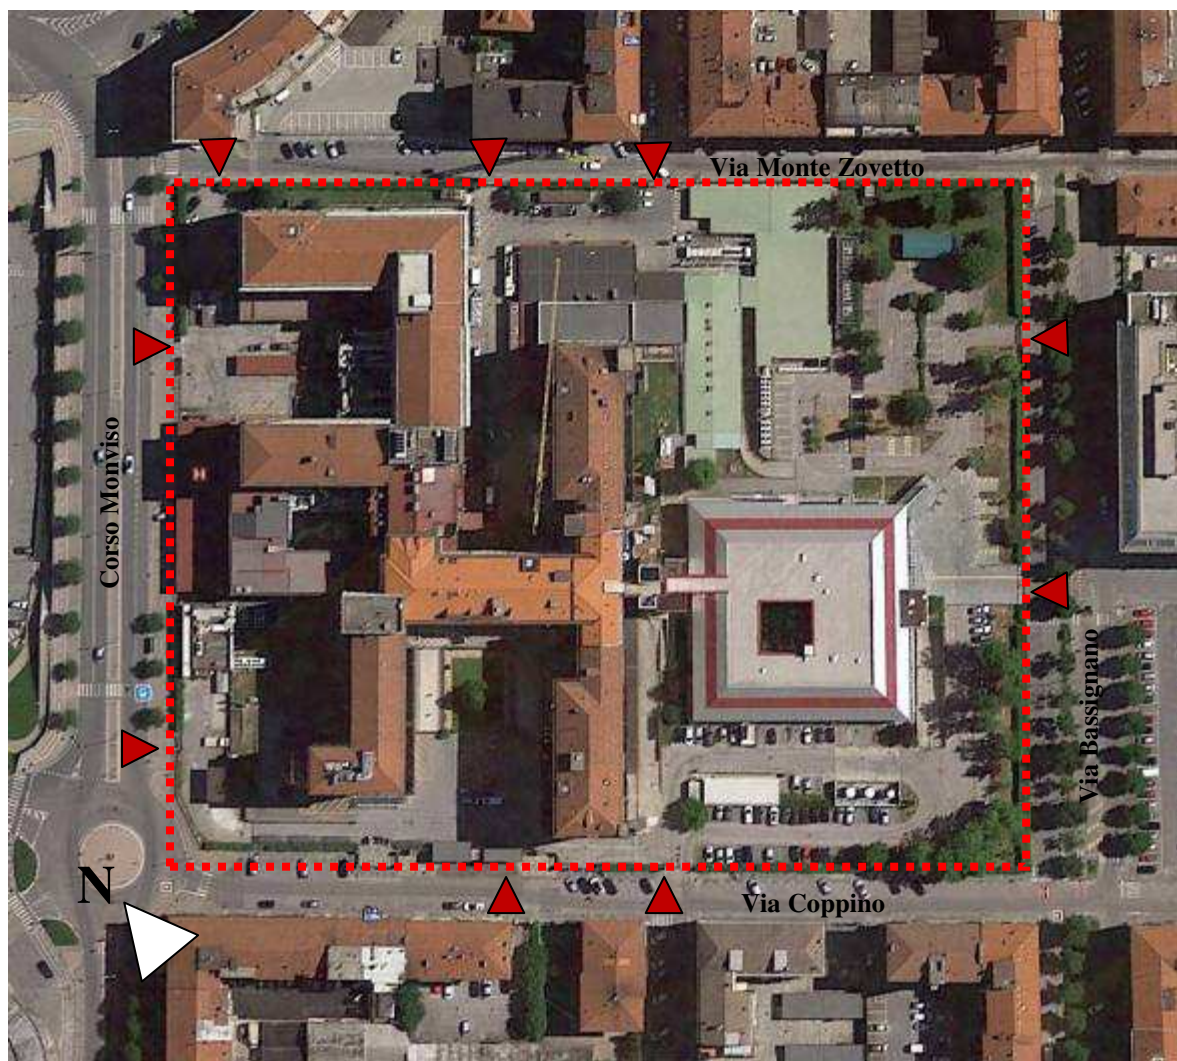 Via Monte Zovetto
Corso Monviso
Via Bassignano
N
Via Coppino
H